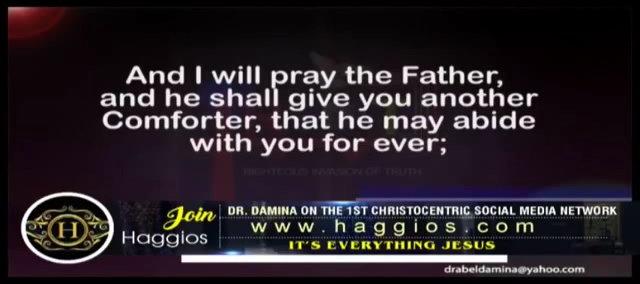 And I will pray the Father,
and he shall give you another
Comforter, that he may abide
with you for ever;
RIGHTEOUS INVASION OF TRUTH
H
Join
Haggios
DR. DAMINA ON THE 1ST CHRISTOCENTRIC SOCIAL MEDIA NETWORK
www.haggios.com
IT'S EVERYTHING JESUS
drabeldamina@yahoo.com